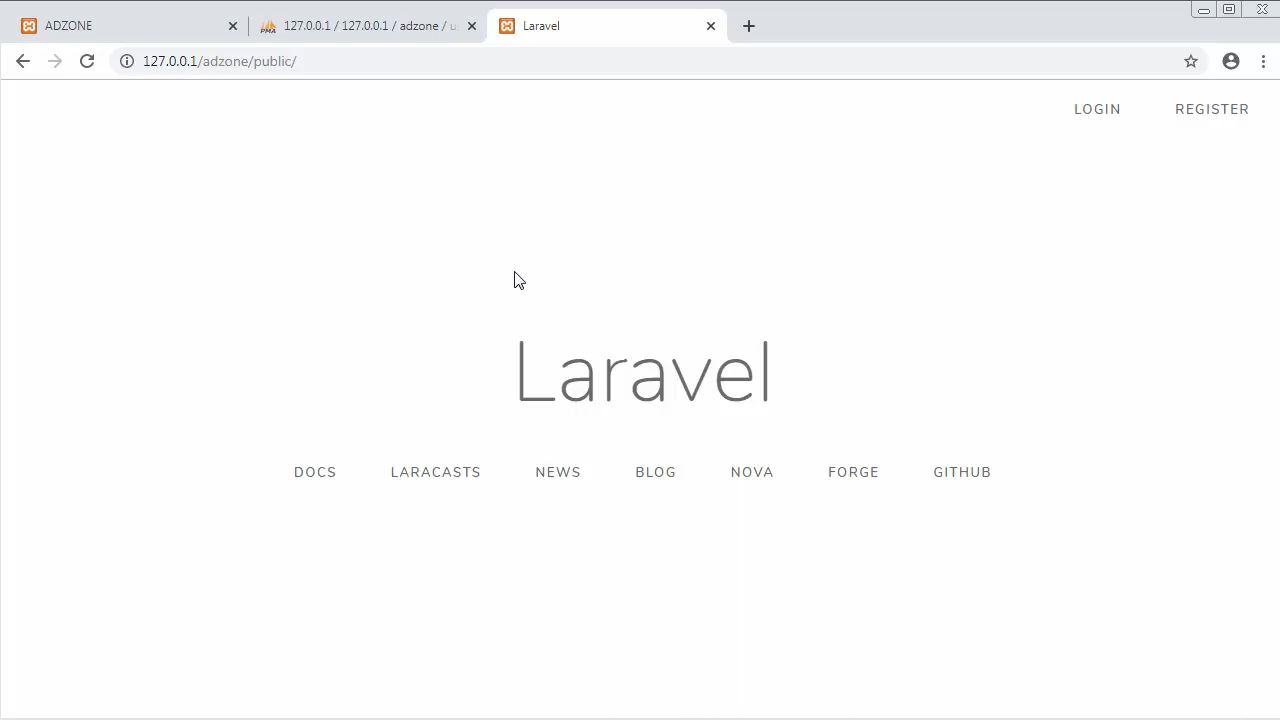 ADZONE
127.0.0.1 / 127.0.0.1 / adzone / u
Laravel
127.0.0.1/adzone/public/
LOGIN REGISTER
Laravel
DOCS LARACASTS NEWS BLOG NOVA FORGE GITHUB